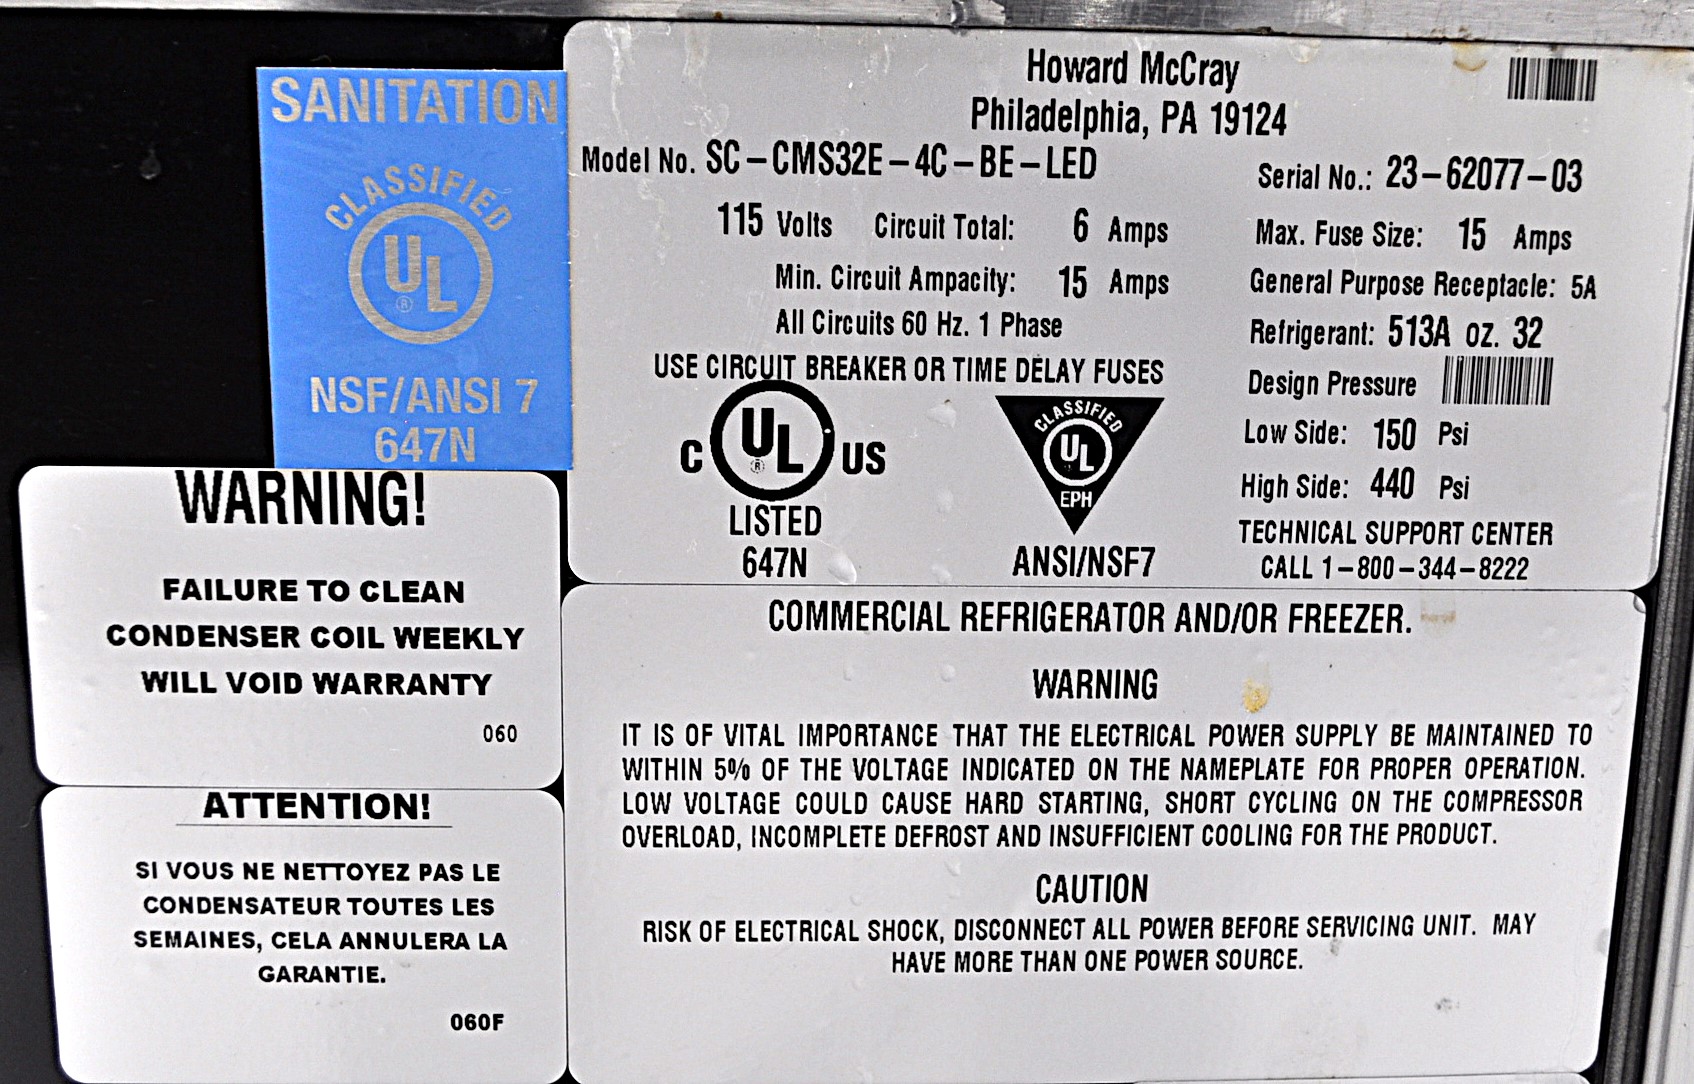 SANITATION
CLASSIFIED
UL
®
NSF/ANSI 7
647N
Howard McCray
Philadelphia, PA 19124
Model No. SC-CMS32E-4C-BE-LED
Serial No.: 23-62077-03
115 Volts Circuit Total: 6 Amps
Max. Fuse Size: 15 Amps
Min. Circuit Ampacity: 15 Amps
General Purpose Receptacle: 5A
All Circuits 60 Hz. 1 Phase
Refrigerant: 513A OZ. 32
USE CIRCUIT BREAKER OR TIME DELAY FUSES
Design Pressure
Low Side: 150 Psi
High Side: 440 Psi
C UL ® US
LISTED
647N
CLASSIFIED
UL
EPH
ANSI/NSF7
TECHNICAL SUPPORT CENTER
CALL 1-800-344-8222
WARNING!
FAILURE TO CLEAN
CONDENSER COIL WEEKLY
WILL VOID WARRANTY
060
ATTENTION!
SI VOUS NE NETTOYEZ PAS LE
CONDENSATEUR TOUTES LES
SEMAINES, CELA ANNULERA LA
GARANTIE.
060F
COMMERCIAL REFRIGERATOR AND/OR FREEZER.
WARNING
IT IS OF VITAL IMPORTANCE THAT THE ELECTRICAL POWER SUPPLY BE MAINTAINED TO
WITHIN 5% OF THE VOLTAGE INDICATED ON THE NAMEPLATE FOR PROPER OPERATION.
LOW VOLTAGE COULD CAUSE HARD STARTING, SHORT CYCLING ON THE COMPRESSOR
OVERLOAD, INCOMPLETE DEFROST AND INSUFFICIENT COOLING FOR THE PRODUCT.
CAUTION
RISK OF ELECTRICAL SHOCK, DISCONNECT ALL POWER BEFORE SERVICING UNIT. MAY
HAVE MORE THAN ONE POWER SOURCE.